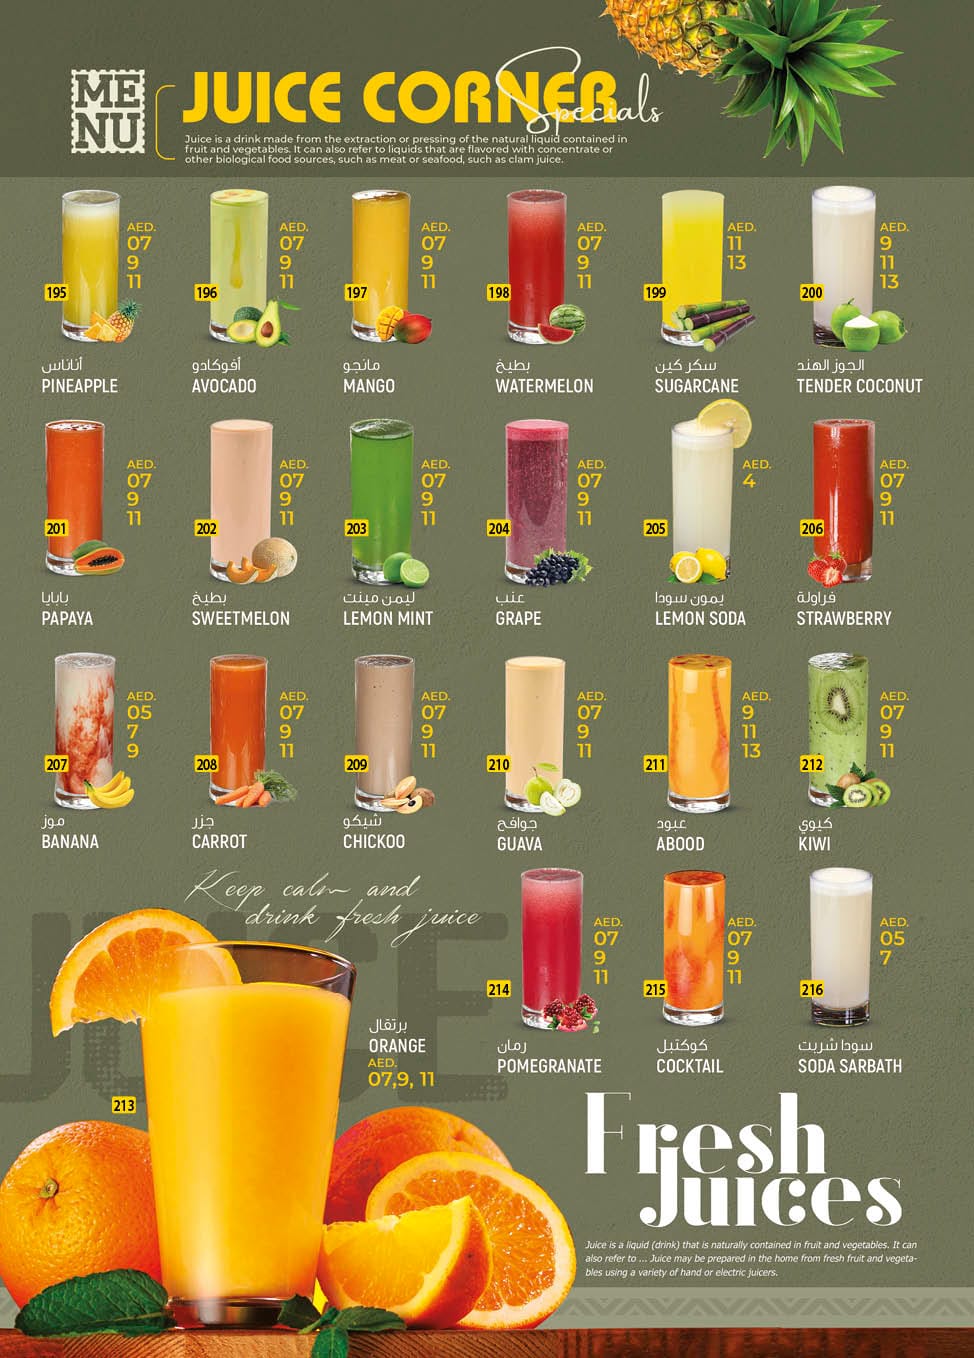 ME
NU
JUICE CORNER
Specials
Juice is a drink made from the extraction or pressing of the natural liquid contained in
fruit and vegetables. It can also refer to liquids that are flavored with concentrate or
other biological food sources, such as meat or seafood, such as clam juice.
195
AED.
07
9
11
أناناس
PINEAPPLE
196
AED.
07
9
11
أفوكادو
AVOCADO
197
AED.
07
9
11
مانجو
MANGO
198
AED.
07
9
11
بطيخ
WATERMELON
199
AED.
11
13
سكر كين
SUGARCANE
200
AED.
9
11
13
الجوز الهند
TENDER COCONUT
201
AED.
07
9
11
بابايا
PAPAYA
202
AED.
07
9
11
بطيخ
SWEETMELON
203
AED.
07
9
11
ليمن مينت
LEMON MINT
204
AED.
07
9
11
عنب
GRAPE
205
AED.
4
يمون سودا
LEMON SODA
206
AED.
07
9
11
فراولة
STRAWBERRY
207
AED.
05
7
9
موز
BANANA
208
AED.
07
9
11
جزر
CARROT
209
AED.
07
9
11
شيكو
CHICKOO
210
AED.
07
9
11
جوافح
GUAVA
211
AED.
9
11
13
عبود
ABOOD
212
AED.
07
9
11
كيوي
KIWI
Keep calm and
drink fresh juice
JUICE
213
برتقال
ORANGE
AED.
07,9, 11
214
AED.
07
9
11
رمان
POMEGRANATE
215
AED.
07
9
11
كوكتيل
COCKTAIL
216
AED.
05
7
سودا شربت
SODA SARBATH
Fresh
Juices
Juice is a liquid (drink) that is naturally contained in fruit and vegetables. It can
also refer to ... Juice may be prepared in the home from fresh fruit and vegeta-
bles using a variety of hand or electric juicers.